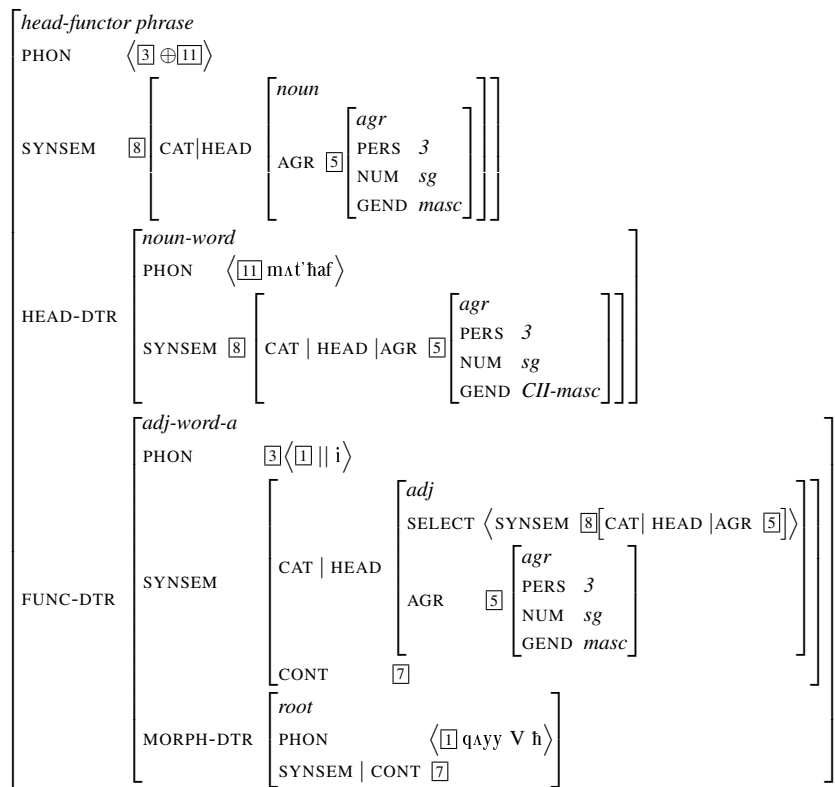 head-functor phrase
PHON ⟨[3] ⊕ [11]⟩
noun
agr
SYNSEM [8] CAT|HEAD AGR [5] PERS 3
NUM sg
GEND masc
noun-word
PHON ⟨[11] mʌt'ħaf⟩
agr
HEAD-DTR PERS 3
SYNSEM [8] CAT | HEAD |AGR [5] NUM sg
GEND CII-masc
adj-word-a
PHON [3]⟨[1] || i⟩
adj
SELECT ⟨SYNSEM [8][CAT| HEAD |AGR [5]]⟩
CAT | HEAD agr
SYNSEM PERS 3
FUNC-DTR AGR [5] NUM sg
GEND masc
CONT [7]
root
MORPH-DTR PHON ⟨[1] qʌyy V ħ⟩
SYNSEM | CONT [7]